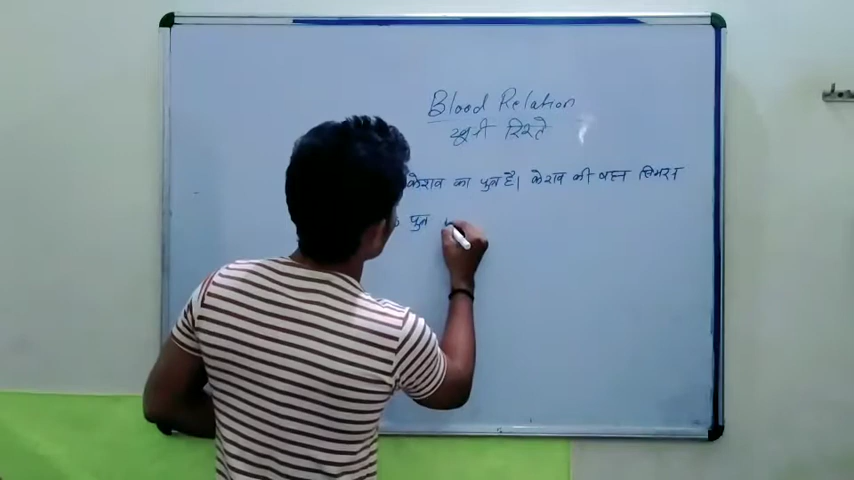 Blood Relation
खूनी रिश्ते
केशव का पुत्र है। केशव की बहन सिमरन
पुत्र